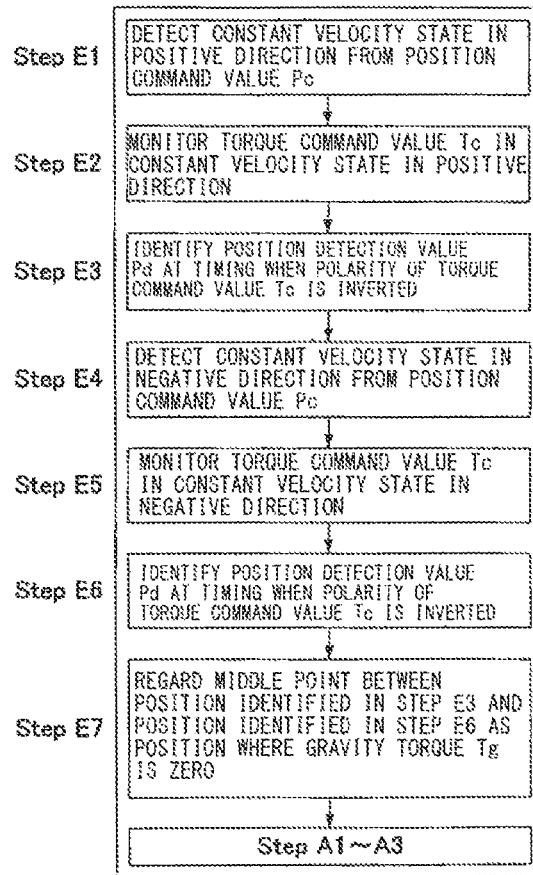 Step E1
DETECT CONSTANT VELOCITY STATE IN
POSITIVE DIRECTION FROM POSITION
COMMAND VALUE Pc
Step E2
MONITOR TORQUE COMMAND VALUE Tc IN
CONSTANT VELOCITY STATE IN POSITIVE
DIRECTION
Step E3
IDENTIFY POSITION DETECTION VALUE
Pd AT TIMING WHEN POLARITY OF TORQUE
COMMAND VALUE Tc IS INVERTED
Step E4
DETECT CONSTANT VELOCITY STATE IN
NEGATIVE DIRECTION FROM POSITION
COMMAND VALUE Pc
Step E5
MONITOR TORQUE COMMAND VALUE Tc
IN CONSTANT VELOCITY STATE IN
NEGATIVE DIRECTION
Step E6
IDENTIFY POSITION DETECTION VALUE
Pd AT TIMING WHEN POLARITY OF
TORQUE COMMAND VALUE Tc IS INVERTED
Step E7
REGARD MIDDLE POINT BETWEEN
POSITION IDENTIFIED IN STEP E3 AND
POSITION IDENTIFIED IN STEP E6 AS
POSITION WHERE GRAVITY TORQUE Tg
IS ZERO
Step A1~A3